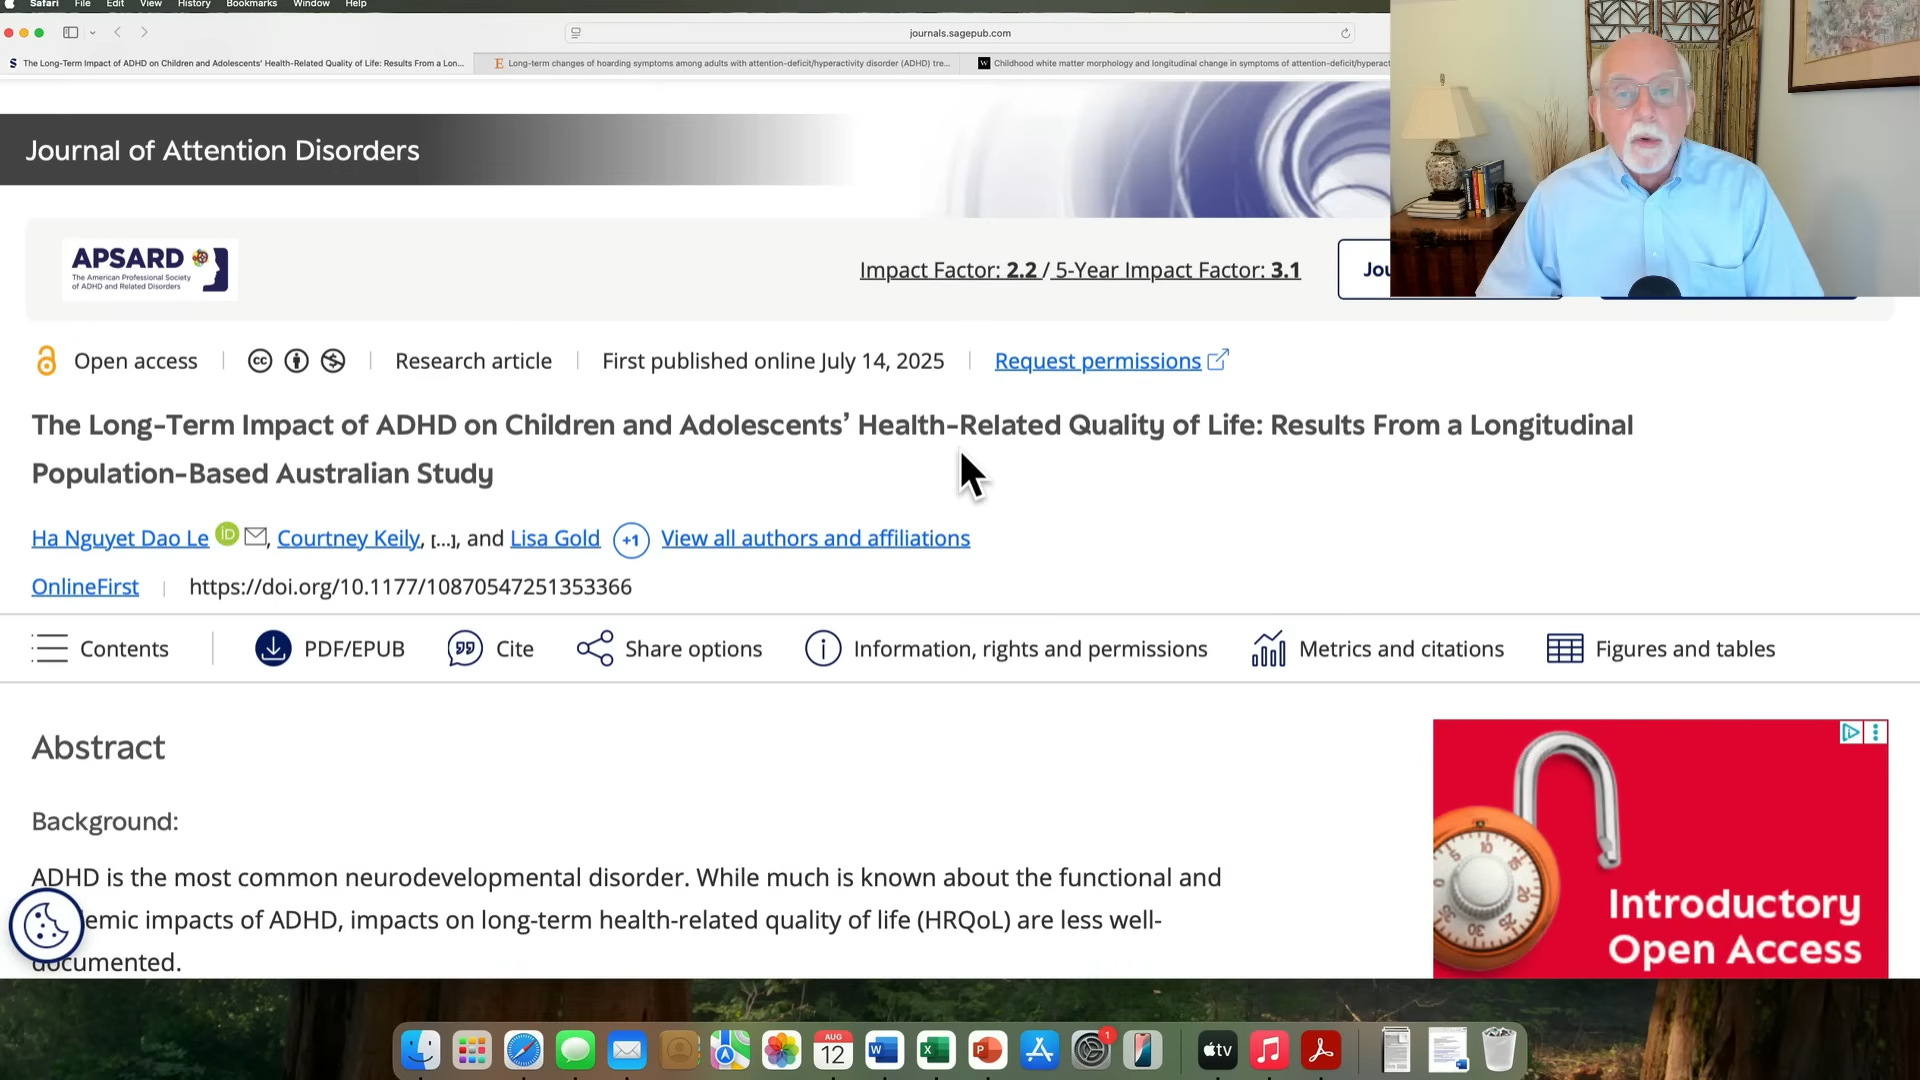 Safari File Edit View History Bookmarks Window Help
journals.sagepub.com
S The Long-Term Impact of ADHD on Children and Adolescents' Health-Related Quality of Life: Results From a Lon...
E Long-term changes of hoarding symptoms among adults with attention-deficit/hyperactivity disorder (ADHD) tre...
W Childhood white matter morphology and longitudinal change in symptoms of attention-deficit/hyperact
Journal of Attention Disorders
APSARD
The American Professional Society
of ADHD and Related Disorders
Impact Factor: 2.2 / 5-Year Impact Factor: 3.1
Jou
Open access | cc | Research article | First published online July 14, 2025 | Request permissions
The Long-Term Impact of ADHD on Children and Adolescents’ Health-Related Quality of Life: Results From a Longitudinal
Population-Based Australian Study
Ha Nguyet Dao Le iD, Courtney Keily, [...], and Lisa Gold +1 View all authors and affiliations
OnlineFirst | https://doi.org/10.1177/10870547251353366
Contents | PDF/EPUB Cite Share options Information, rights and permissions Metrics and citations Figures and tables
Abstract
Background:
ADHD is the most common neurodevelopmental disorder. While much is known about the functional and
emic impacts of ADHD, impacts on long-term health-related quality of life (HRQoL) are less well-
documented.
Introductory
Open Access
AUG
12
W
X
P
1
tv